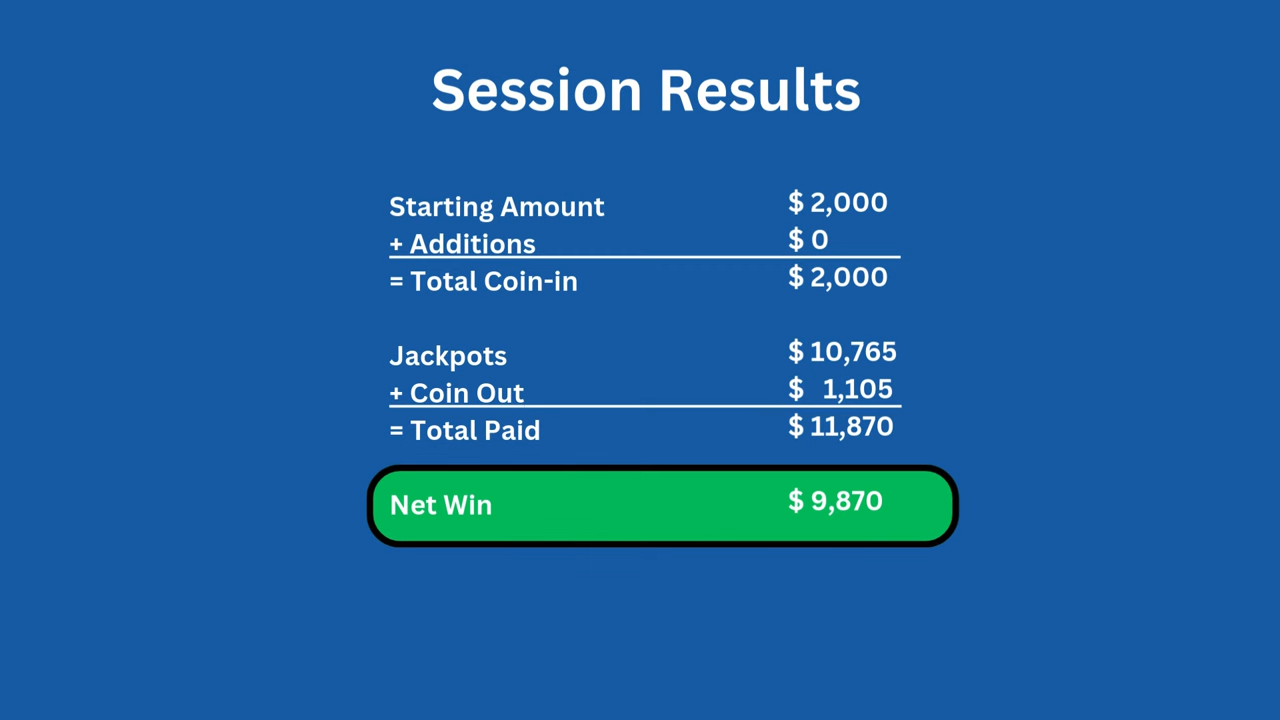 Session Results
Starting Amount $ 2,000
+ Additions $ 0
= Total Coin-in $ 2,000
Jackpots $ 10,765
+ Coin Out $ 1,105
= Total Paid $ 11,870
Net Win $ 9,870